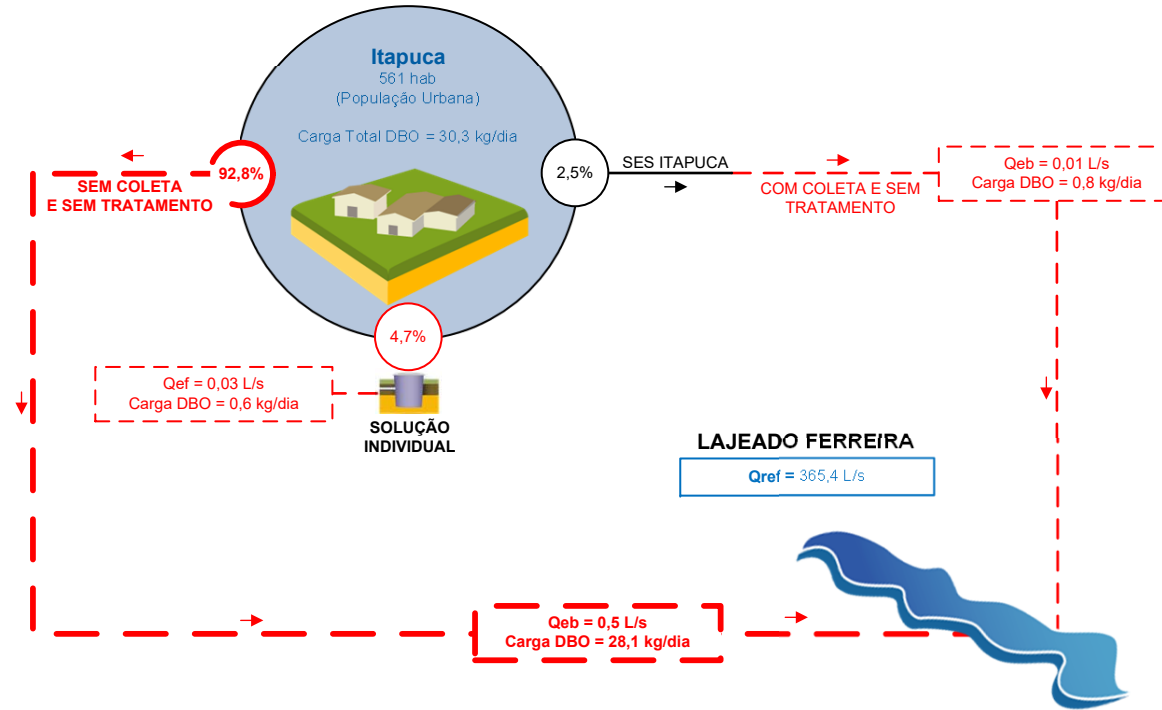 Itapuca
561 hab
(População Urbana)
Carga Total DBO = 30,3 kg/dia
92,8%
SEM COLETA
E SEM TRATAMENTO
2,5%
SES ITAPUCA
COM COLETA E SEM
TRATAMENTO
Qeb = 0,01 L/s
Carga DBO = 0,8 kg/dia
4,7%
Qef = 0,03 L/s
Carga DBO = 0,6 kg/dia
SOLUÇÃO
INDIVIDUAL
LAJEADO FERREIRA
Qref = 365,4 L/s
Qeb = 0,5 L/s
Carga DBO = 28,1 kg/dia